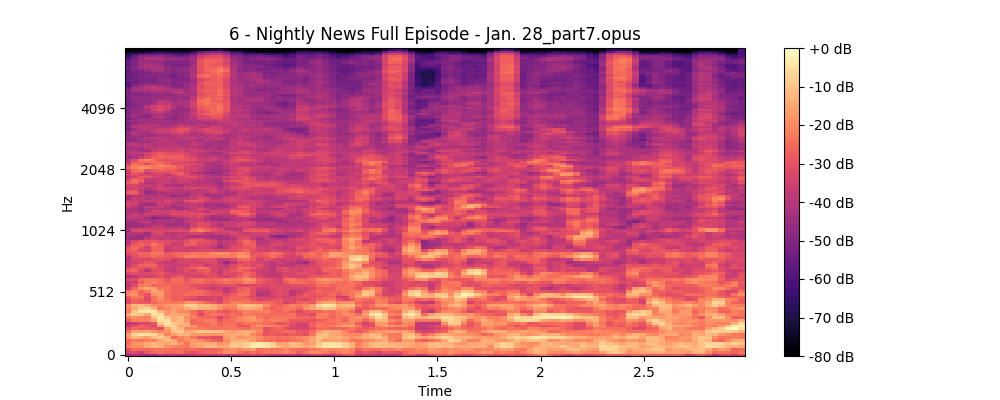 6 - Nightly News Full Episode - Jan. 28_part7.opus
+0 dB
-10 dB
-20 dB
-30 dB
-40 dB
-50 dB
-60 dB
-70 dB
-80 dB
Hz
4096
2048
1024
512
0
0
0.5
1
1.5
2
2.5
Time